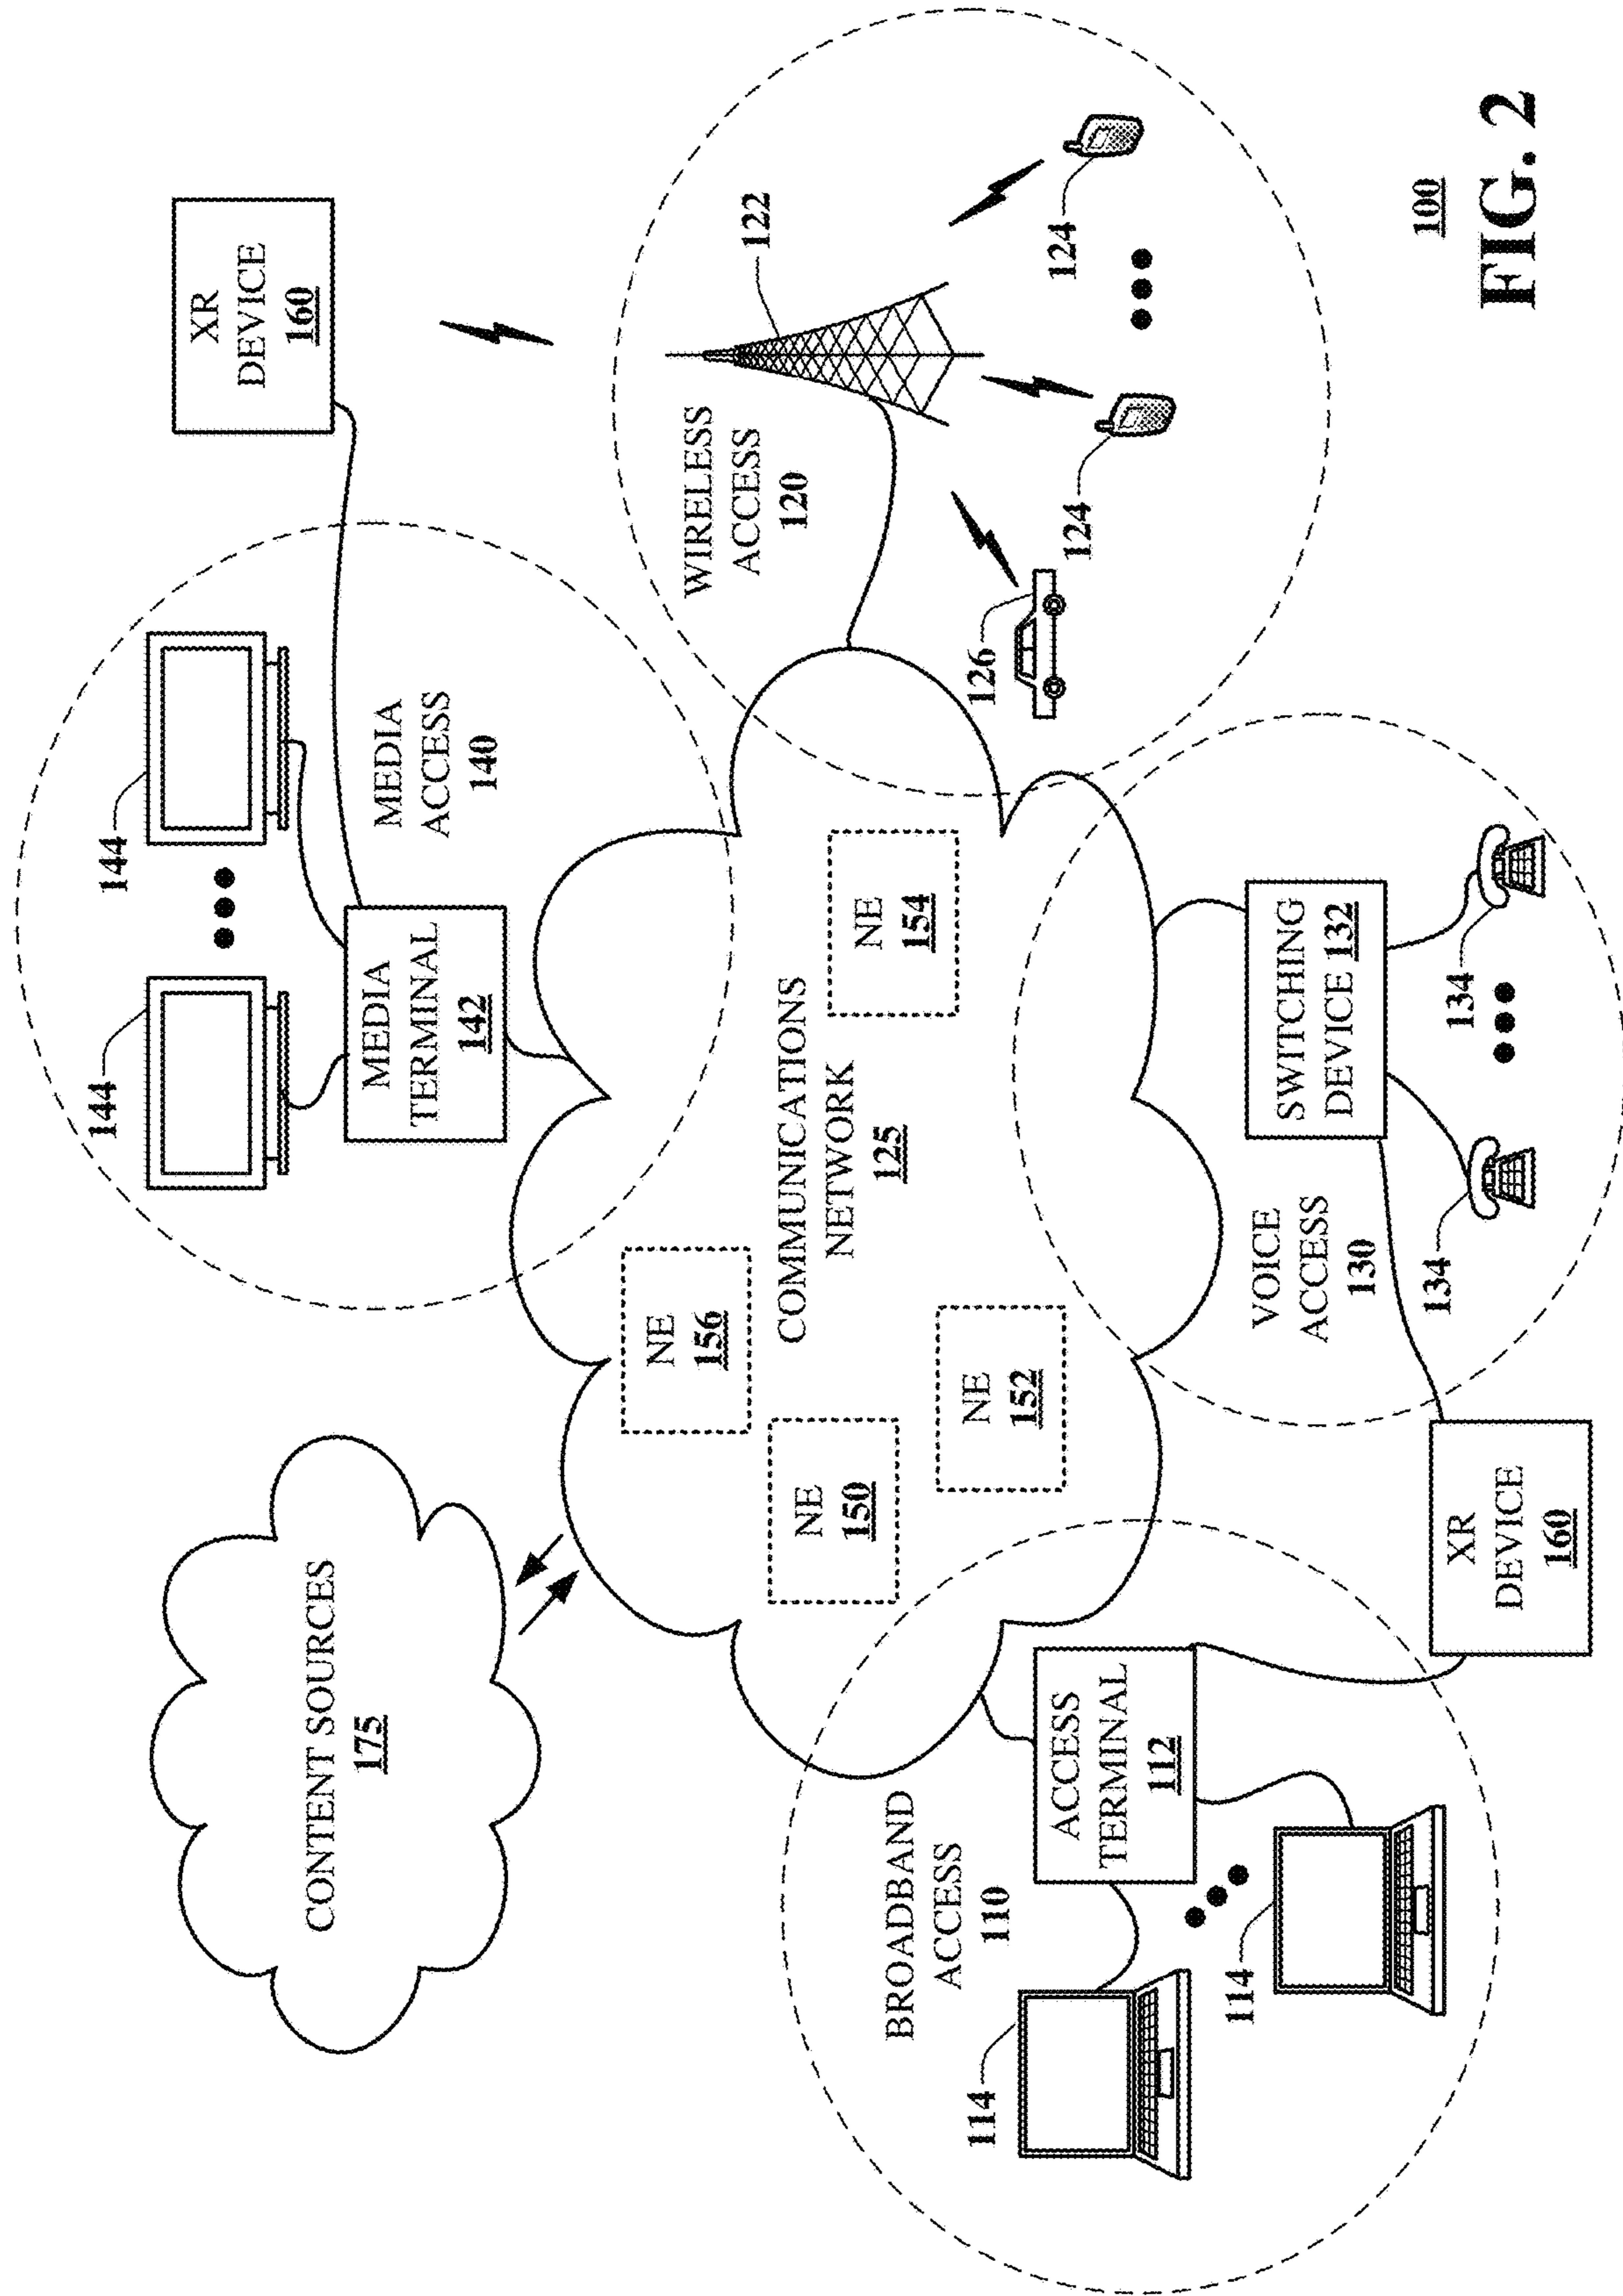 CONTENT SOURCES
175
144
144
MEDIA
TERMINAL
142
MEDIA
ACCESS
140
XR
DEVICE
160
NE
156
NE
150
NE
152
COMMUNICATIONS
NETWORK
125
NE
154
WIRELESS
ACCESS
120
122
126
124
124
BROADBAND
ACCESS
110
ACCESS
TERMINAL
112
114
114
XR
DEVICE
160
VOICE
ACCESS
130
SWITCHING
DEVICE 132
134
134
100
FIG. 2